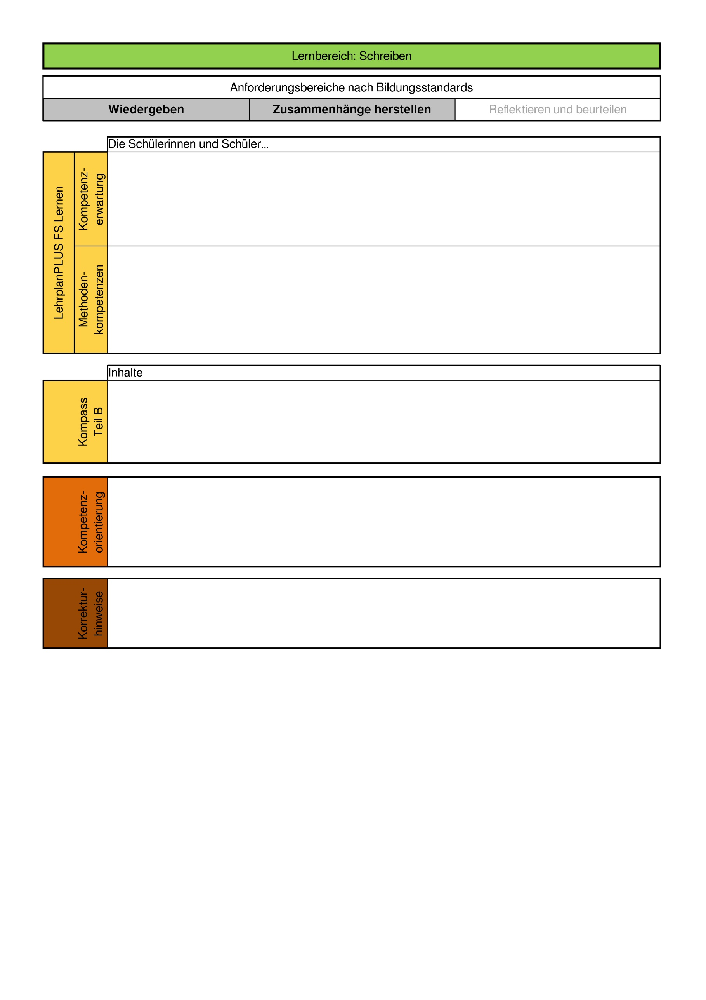 Lernbereich: Schreiben
Anforderungsbereiche nach Bildungsstandards
Wiedergeben
Zusammenhänge herstellen
Reflektieren und beurteilen
Die Schülerinnen und Schüler...
LehrplanPLUS FS Lernen
Kompetenz-
erwartung
Methoden-
kompetenzen
Inhalte
Kompass
Teil B
Kompetenz-
orientierung
Korrektur-
hinweise